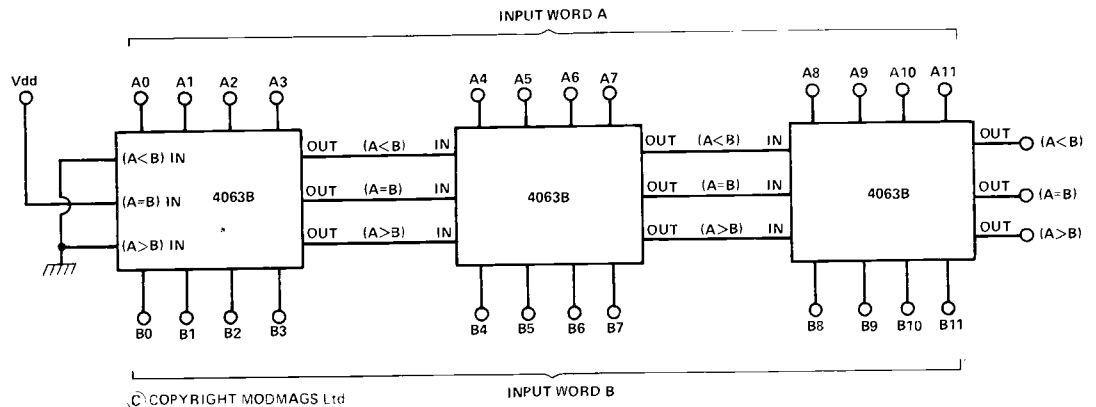 INPUT WORD A
Vdd
A0 A1 A2 A3
A4 A5 A6 A7
A8 A9 A10 A11
(A<B) IN
OUT (A<B) IN
OUT (A<B) IN
OUT (A<B)
(A=B) IN
4063B
OUT (A=B) IN
4063B
OUT (A=B) IN
4063B
OUT (A=B)
(A>B) IN
OUT (A>B) IN
OUT (A>B) IN
OUT (A>B)
B0 B1 B2 B3
B4 B5 B6 B7
B8 B9 B10 B11
INPUT WORD B
© COPYRIGHT MODMAGS Ltd